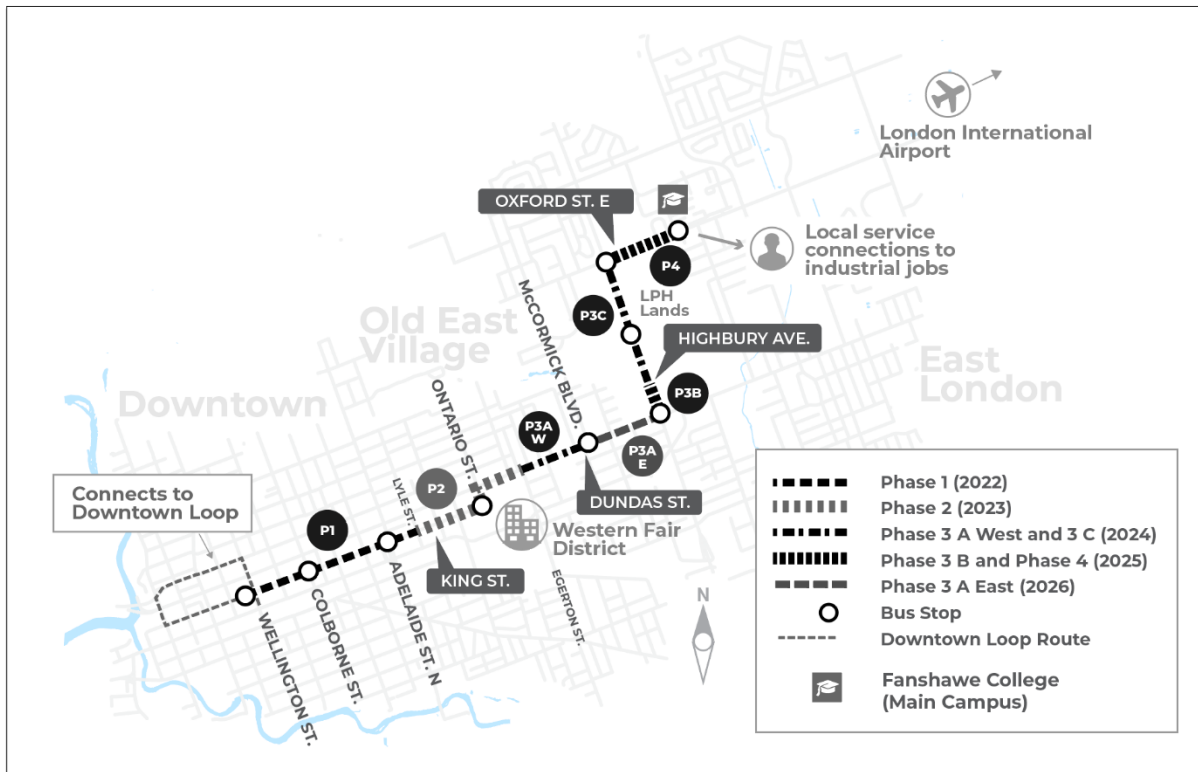 London International
Airport
OXFORD ST. E
Local service
connections to
industrial jobs
P4
LPH
Lands
P3C
McCORMICK BLVD.
Old East
Village
HIGHBURY AVE.
East
London
Downtown
ONTARIO ST.
P3B
P3A
W
P3A
E
Connects to
Downtown Loop
LYLE ST.
P2
DUNDAS ST.
Western Fair
District
P1
KING ST.
EGERTON ST.
ADELAIDE ST. N
COLBORNE ST.
WELLINGTON ST.
N
Phase 1 (2022)
Phase 2 (2023)
Phase 3 A West and 3 C (2024)
Phase 3 B and Phase 4 (2025)
Phase 3 A East (2026)
Bus Stop
Downtown Loop Route
Fanshawe College
(Main Campus)